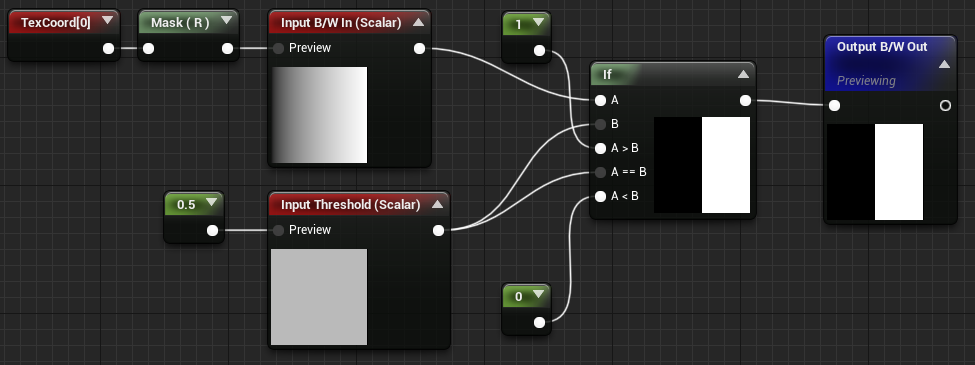 TexCoord[0]
Mask ( R )
Input B/W In (Scalar)
Preview
1
If
A
B
A > B
A == B
A < B
Output B/W Out
Previewing
0.5
Input Threshold (Scalar)
Preview
0